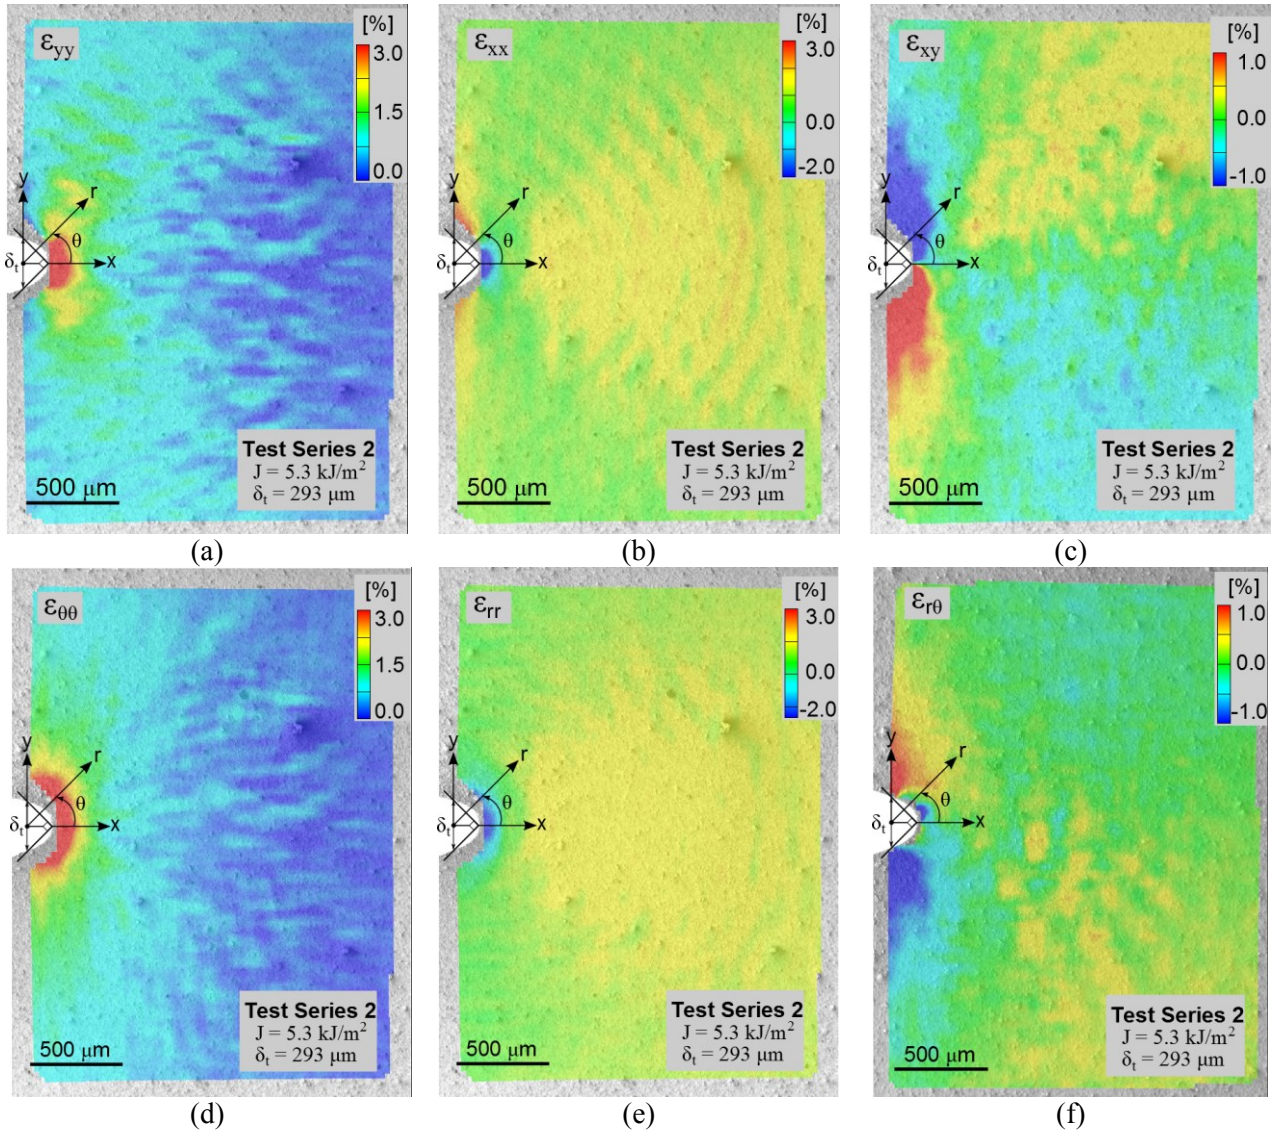 εyy
[%]
3.0
1.5
0.0
y
r
θ
δt
x
Test Series 2
J = 5.3 kJ/m²
δt = 293 µm
500 µm
(a)
εxx
[%]
3.0
0.0
-2.0
y
r
θ
δt
x
Test Series 2
J = 5.3 kJ/m²
δt = 293 µm
500 µm
(b)
εxy
[%]
1.0
0.0
-1.0
y
r
θ
δt
x
Test Series 2
J = 5.3 kJ/m²
δt = 293 µm
500 µm
(c)
εθθ
[%]
3.0
1.5
0.0
y
r
θ
δt
x
Test Series 2
J = 5.3 kJ/m²
δt = 293 µm
500 µm
(d)
εrr
[%]
3.0
0.0
-2.0
y
r
θ
δt
x
Test Series 2
J = 5.3 kJ/m²
δt = 293 µm
500 µm
(e)
εrθ
[%]
1.0
0.0
-1.0
y
r
θ
δt
x
Test Series 2
J = 5.3 kJ/m²
δt = 293 µm
500 µm
(f)